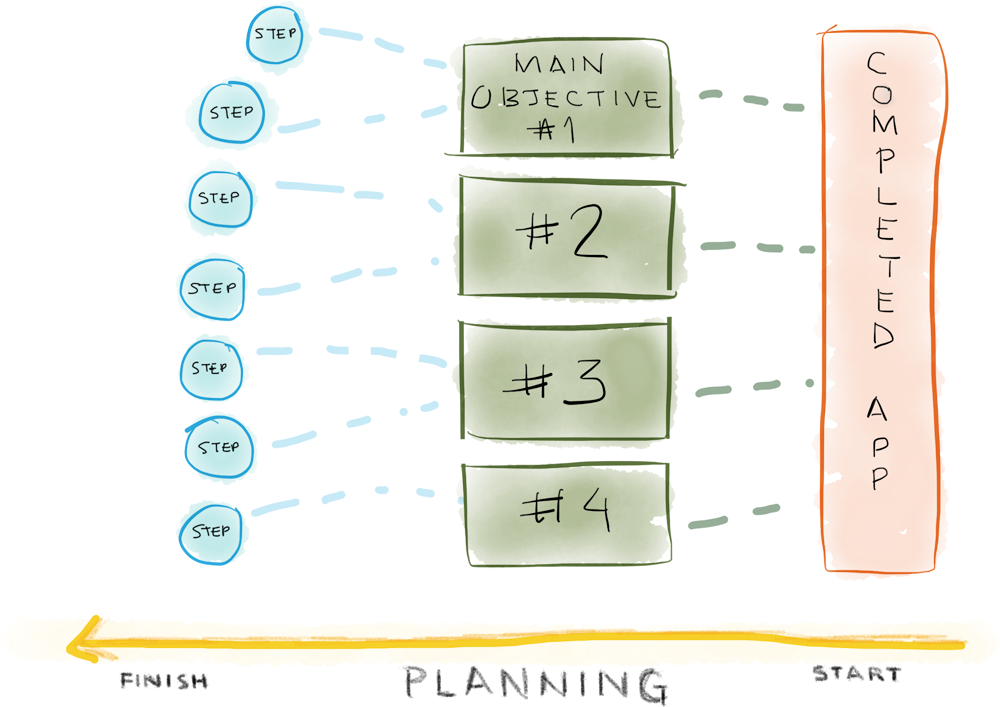 STEP
STEP
STEP
STEP
STEP
STEP
STEP
MAIN
OBJECTIVE
#1
#2
#3
#4
COMPLETED APP
FINISH
PLANNING
START